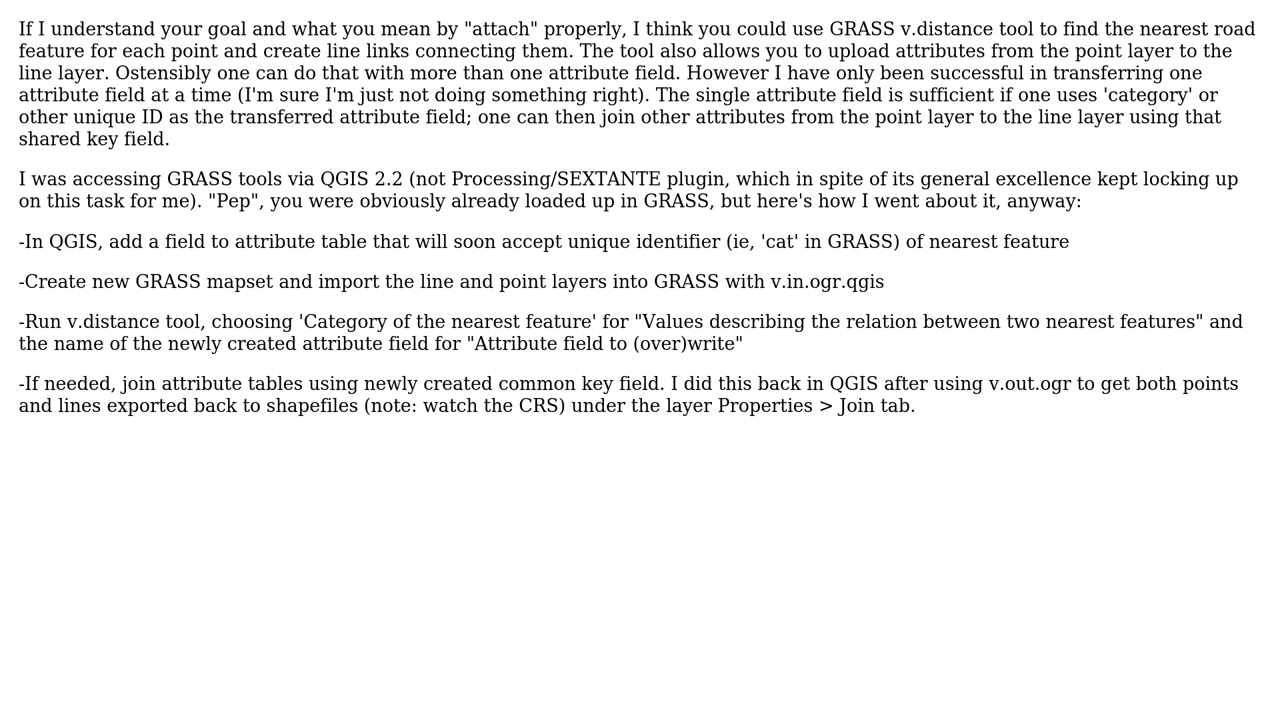 If I understand your goal and what you mean by "attach" properly, I think you could use GRASS v.distance tool to find the nearest road
feature for each point and create line links connecting them. The tool also allows you to upload attributes from the point layer to the
line layer. Ostensibly one can do that with more than one attribute field. However I have only been successful in transferring one
attribute field at a time (I'm sure I'm just not doing something right). The single attribute field is sufficient if one uses 'category' or
other unique ID as the transferred attribute field; one can then join other attributes from the point layer to the line layer using that
shared key field.
I was accessing GRASS tools via QGIS 2.2 (not Processing/SEXTANTE plugin, which in spite of its general excellence kept locking up
on this task for me). "Pep", you were obviously already loaded up in GRASS, but here's how I went about it, anyway:
-In QGIS, add a field to attribute table that will soon accept unique identifier (ie, 'cat' in GRASS) of nearest feature
-Create new GRASS mapset and import the line and point layers into GRASS with v.in.ogr.qgis
-Run v.distance tool, choosing 'Category of the nearest feature' for "Values describing the relation between two nearest features" and
the name of the newly created attribute field for "Attribute field to (over)write"
-If needed, join attribute tables using newly created common key field. I did this back in QGIS after using v.out.ogr to get both points
and lines exported back to shapefiles (note: watch the CRS) under the layer Properties > Join tab.